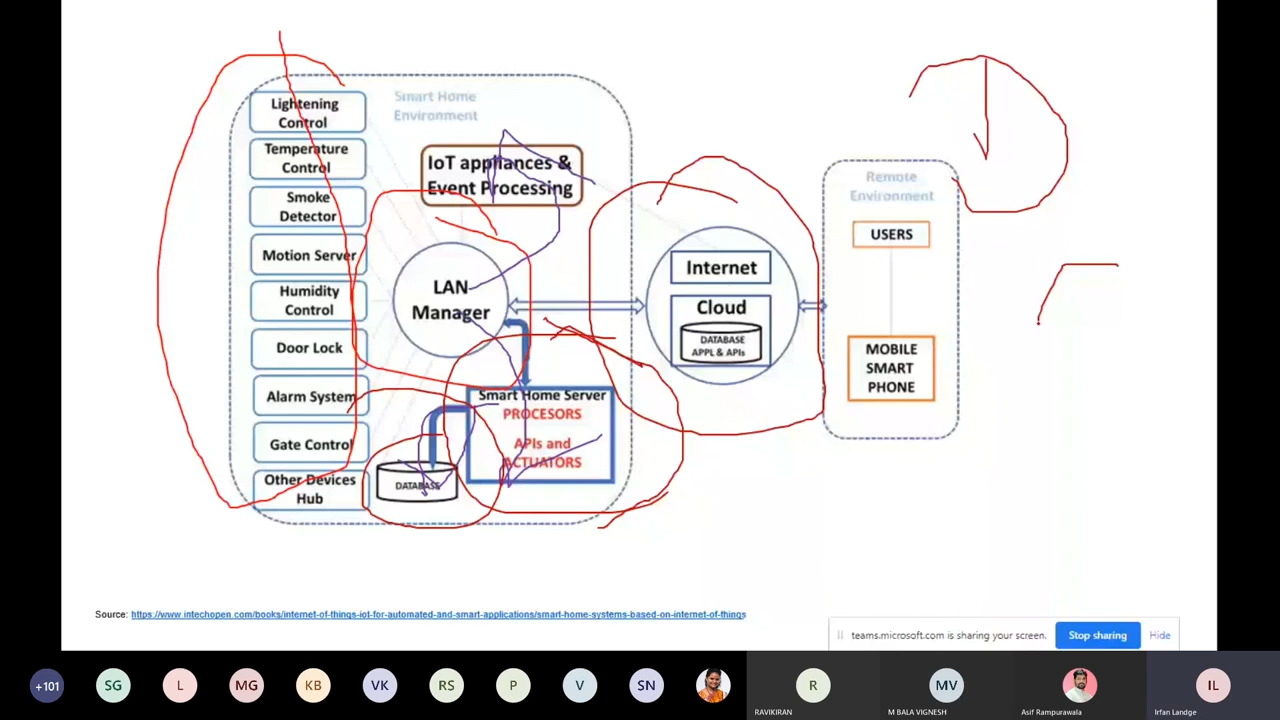 Smart Home
Environment
Lightening
Control
Temperature
Control
Smoke
Detector
Motion Server
Humidity
Control
Door Lock
Alarm System
Gate Control
Other Devices
Hub
IoT appliances &
Event Processing
LAN
Manager
Smart Home Server
PROCESORS
APIs and
ACTUATORS
DATABASE
Internet
Cloud
DATABASE
APPL & APIs
Remote
Environment
USERS
MOBILE
SMART
PHONE
Source: https://www.intechopen.com/books/internet-of-things-iot-for-automated-and-smart-applications/smart-home-systems-based-on-internet-of-things
teams.microsoft.com is sharing your screen. Stop sharing Hide
+101 SG L MG KB VK RS P V SN R MV IL
RAVIKIRAN M BALA VIGNESH Asif Rampurawala Irfan Landge